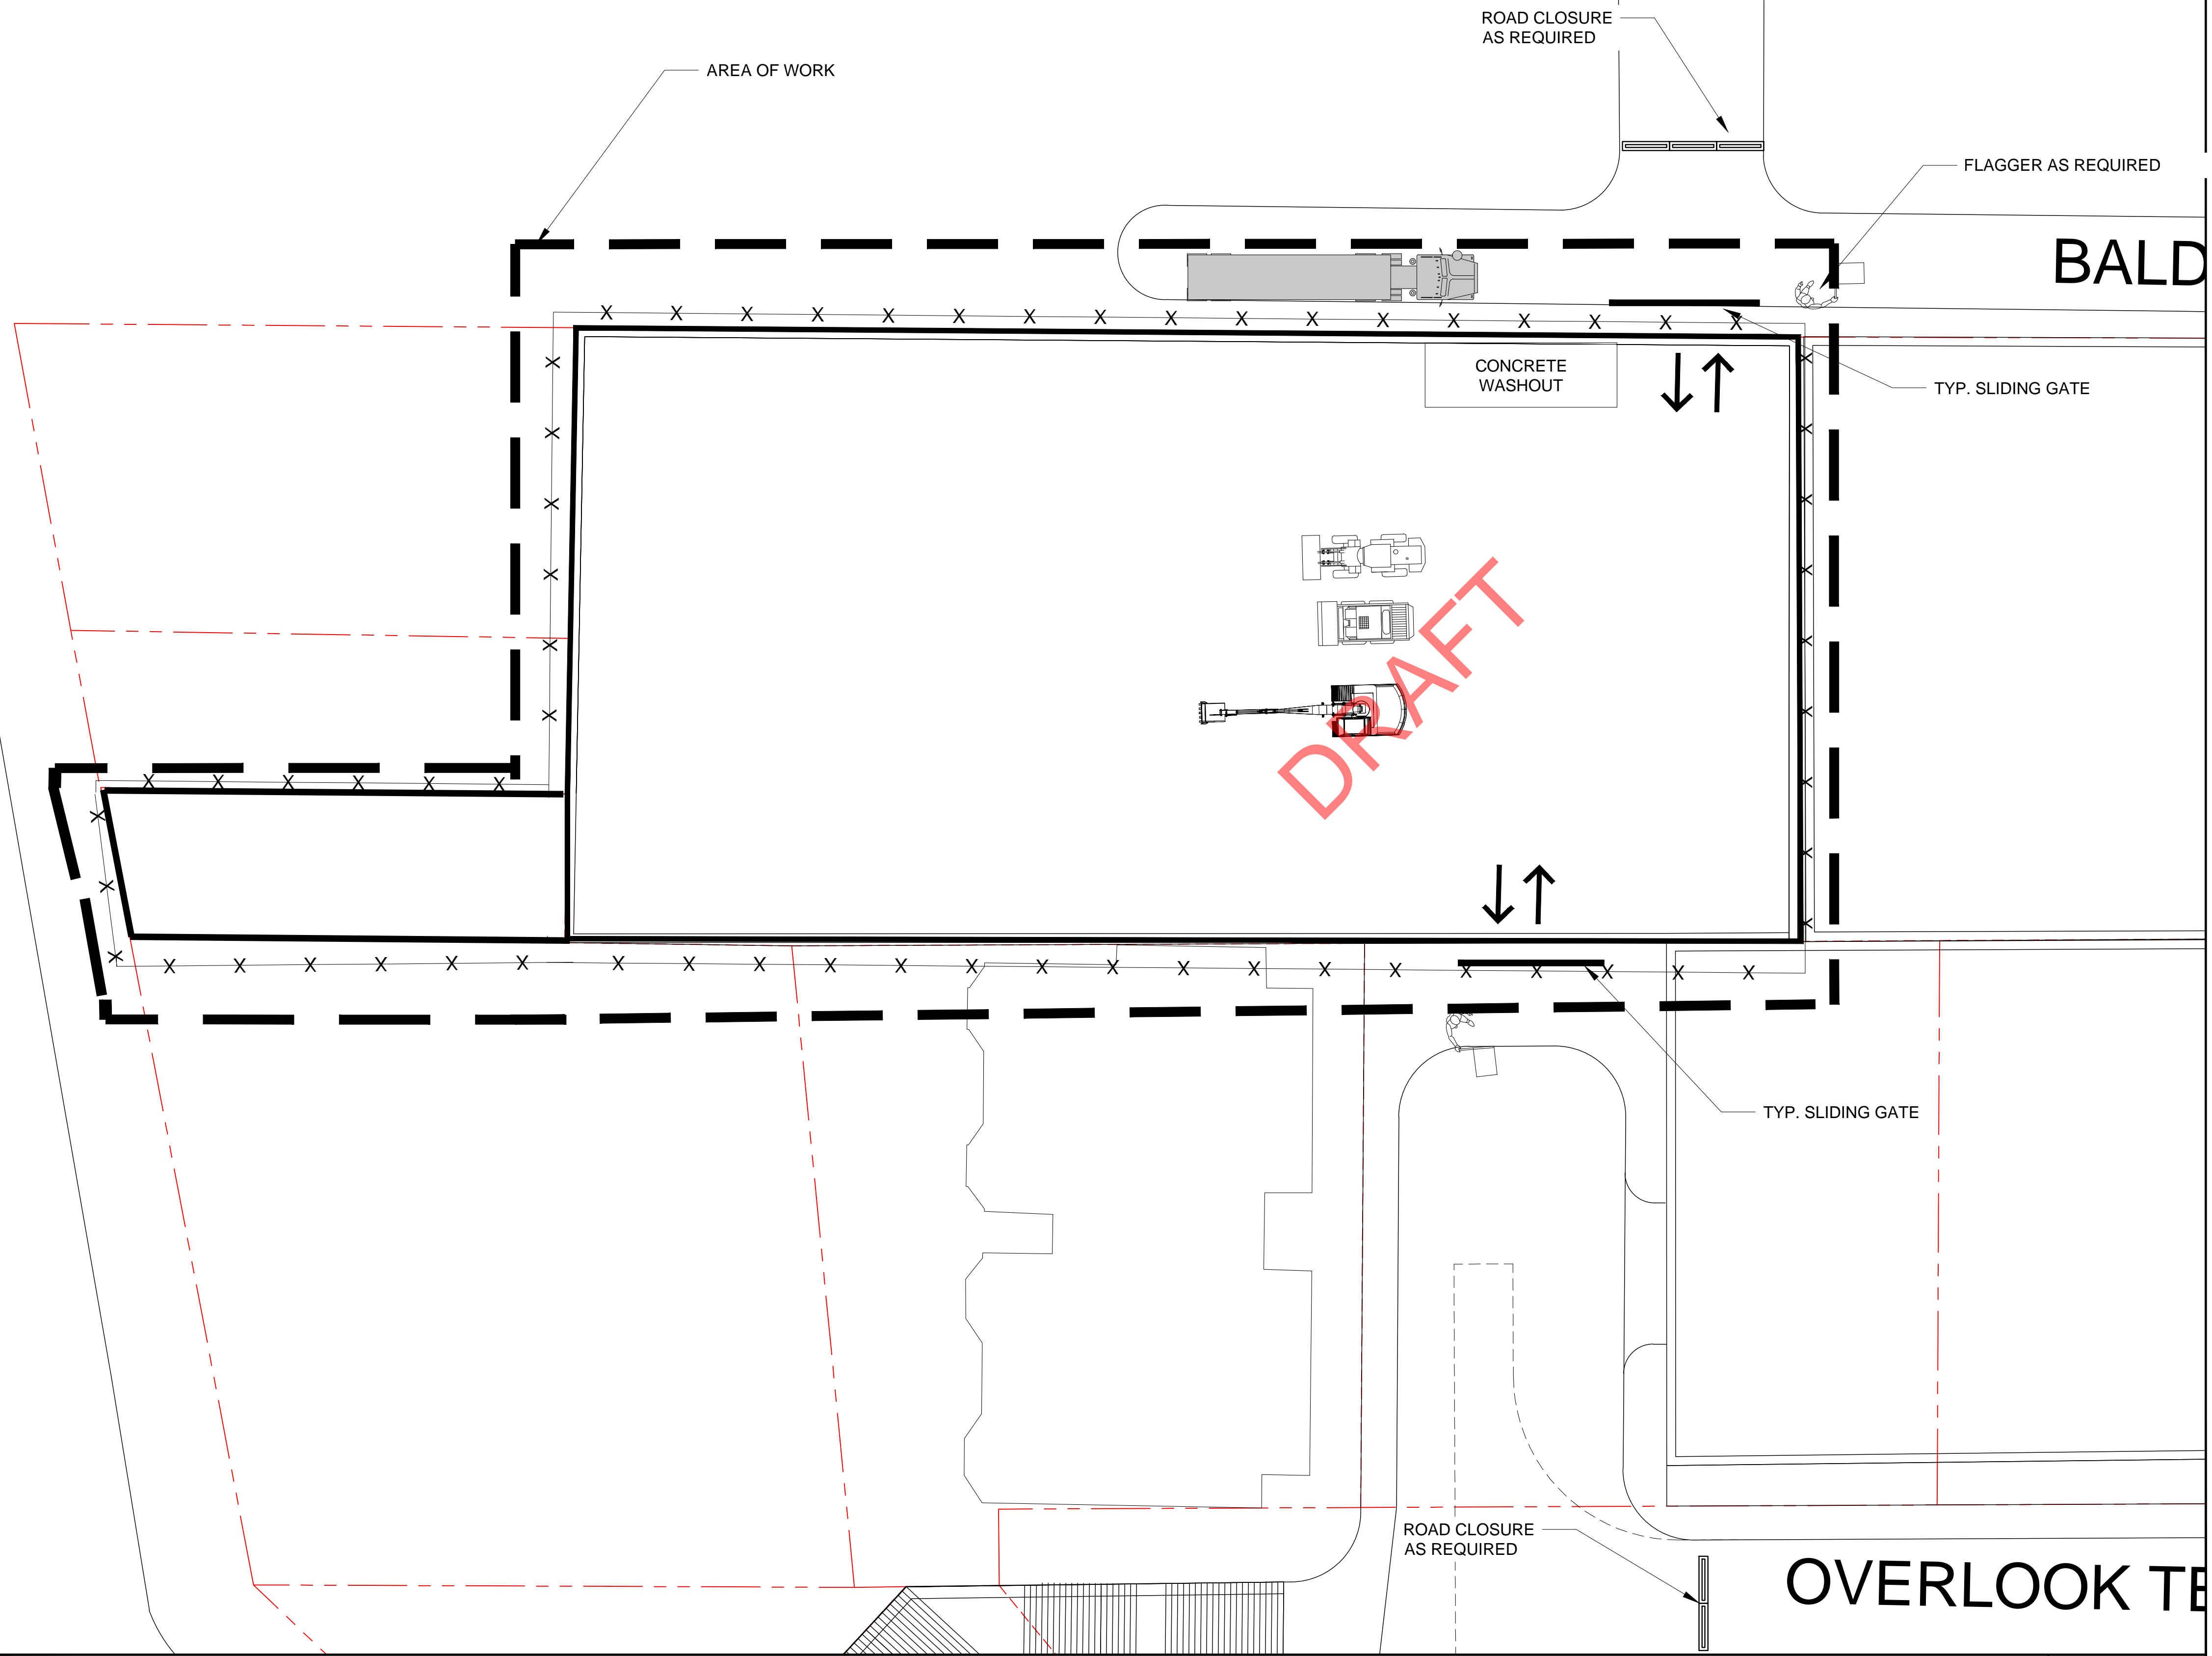 ROAD CLOSURE
AS REQUIRED
AREA OF WORK
FLAGGER AS REQUIRED
BALD
CONCRETE
WASHOUT
TYP. SLIDING GATE
DRAFT
TYP. SLIDING GATE
ROAD CLOSURE
AS REQUIRED
OVERLOOK TE